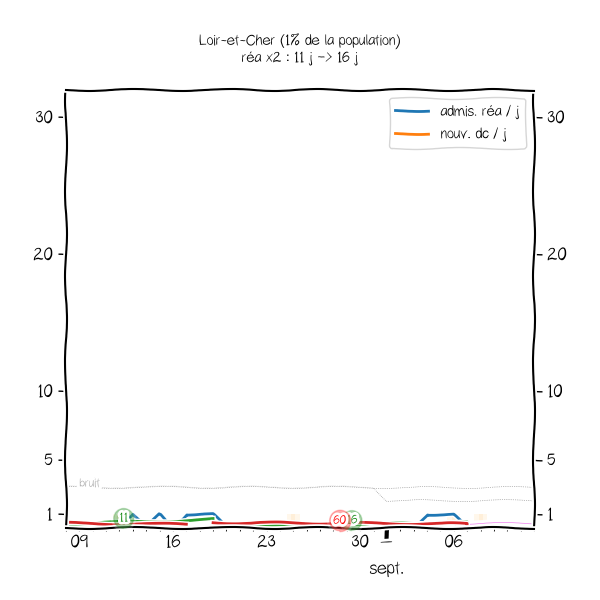 Loir-et-Cher (1% de la population)
réa x2 : 11 j -> 16 j
admis. réa / j
nouv. dc / j
30 30
20 20
10 10
5 5
bruit
1 11 60 6 1
09 16 23 30 06
sept.